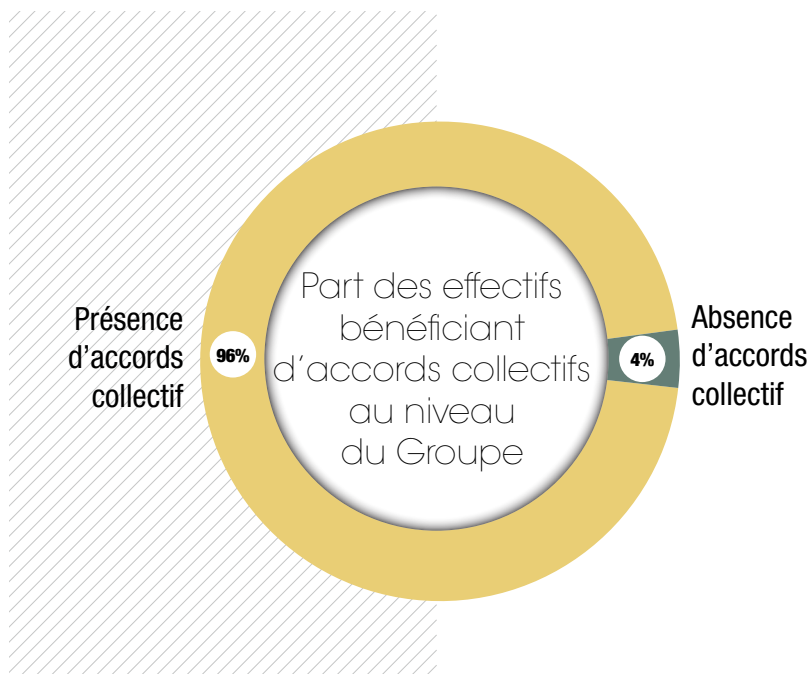 Présence
d'accords
collectif
96%
Part des effectifs
bénéficiant
d'accords collectifs
au niveau
du Groupe
4%
Absence
d'accords
collectif